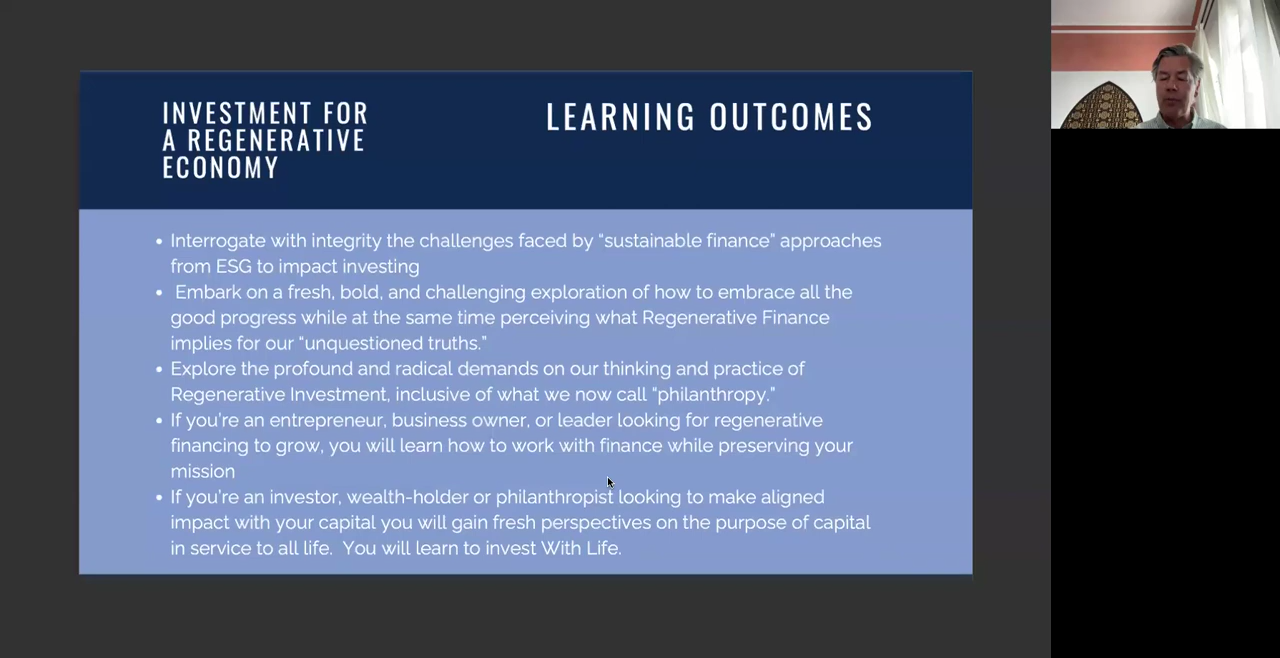 INVESTMENT FOR
A REGENERATIVE
ECONOMY
LEARNING OUTCOMES
• Interrogate with integrity the challenges faced by “sustainable finance” approaches
from ESG to impact investing
• Embark on a fresh, bold, and challenging exploration of how to embrace all the
good progress while at the same time perceiving what Regenerative Finance
implies for our “unquestioned truths.”
• Explore the profound and radical demands on our thinking and practice of
Regenerative Investment, inclusive of what we now call “philanthropy.”
• If you’re an entrepreneur, business owner, or leader looking for regenerative
financing to grow, you will learn how to work with finance while preserving your
mission
• If you’re an investor, wealth-holder or philanthropist looking to make aligned
impact with your capital you will gain fresh perspectives on the purpose of capital
in service to all life.  You will learn to invest With Life.